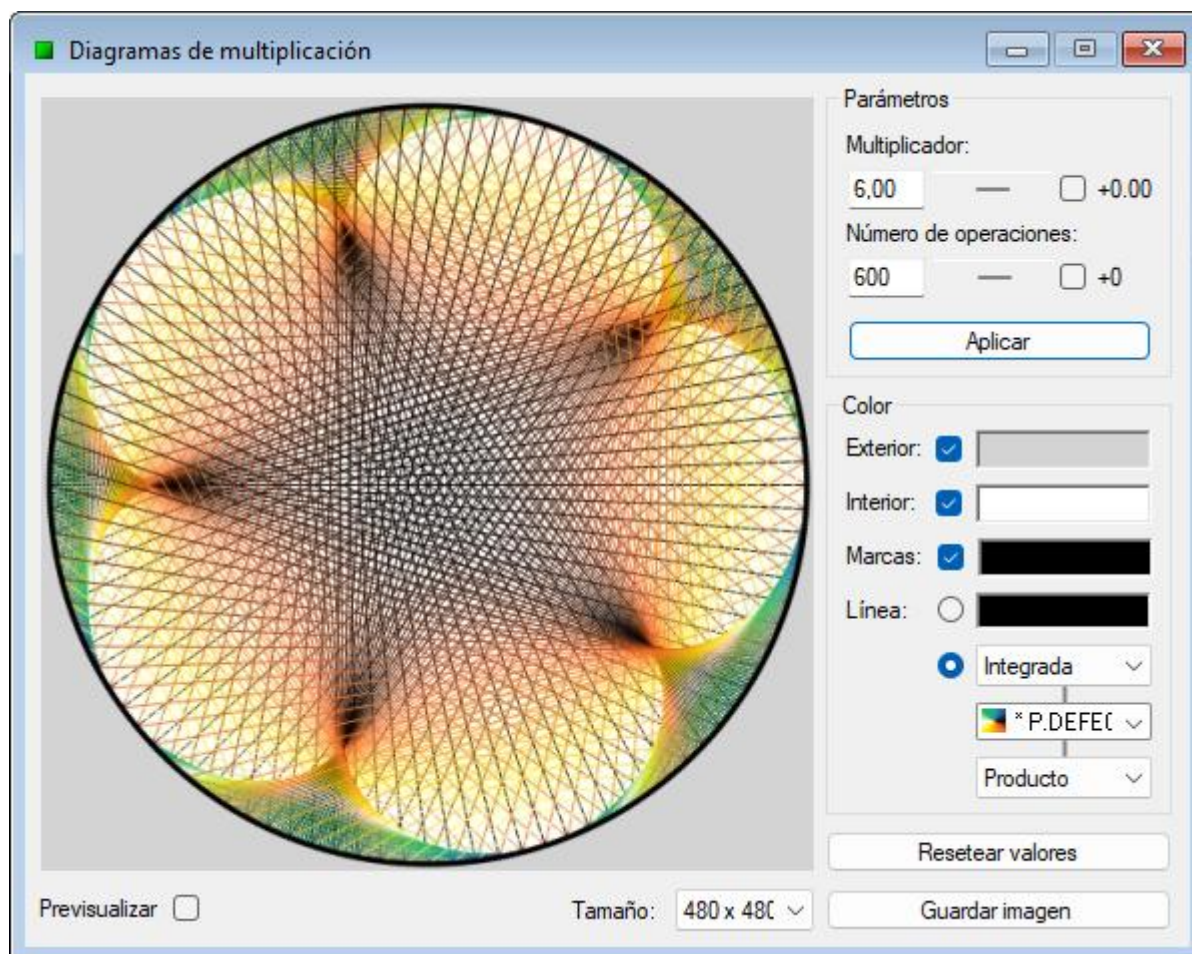 Diagramas de multiplicación
Parámetros
Multiplicador:
6,00 +0.00
Número de operaciones:
600 +0
Aplicar
Color
Exterior:
Interior:
Marcas:
Línea:
Integrada
* P.DEFEC
Producto
Resetear valores
Previsualizar Tamaño: 480 x 480 Guardar imagen